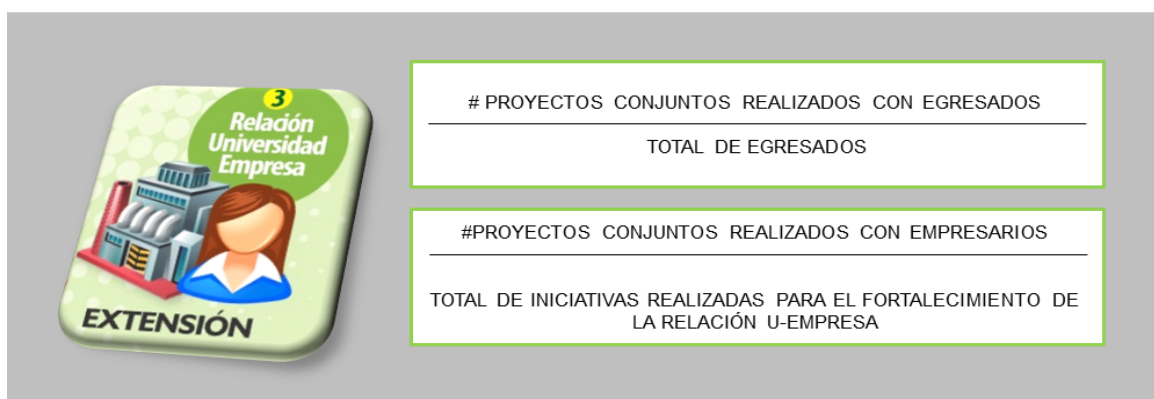 3
Relación
Universidad
Empresa
EXTENSIÓN
# PROYECTOS CONJUNTOS REALIZADOS CON EGRESADOS
TOTAL DE EGRESADOS
#PROYECTOS CONJUNTOS REALIZADOS CON EMPRESARIOS
TOTAL DE INICIATIVAS REALIZADAS PARA EL FORTALECIMIENTO DE
LA RELACIÓN U-EMPRESA